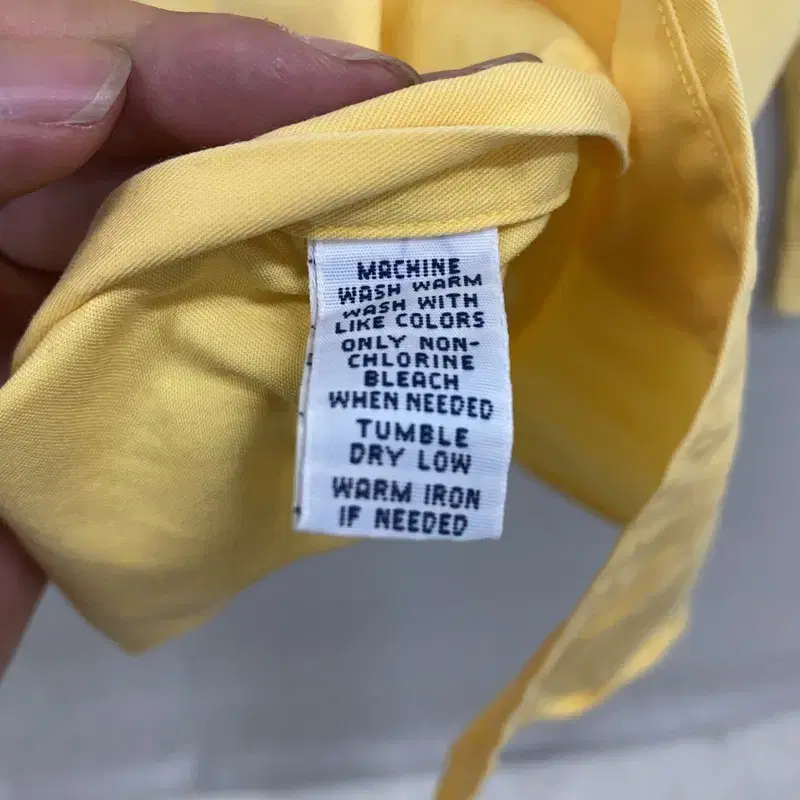 MACHINE
WASH WARM
WASH WITH
LIKE COLORS
ONLY NON-
CHLORINE
BLEACH
WHEN NEEDED
TUMBLE
DRY LOW
WARM IRON
IF NEEDED